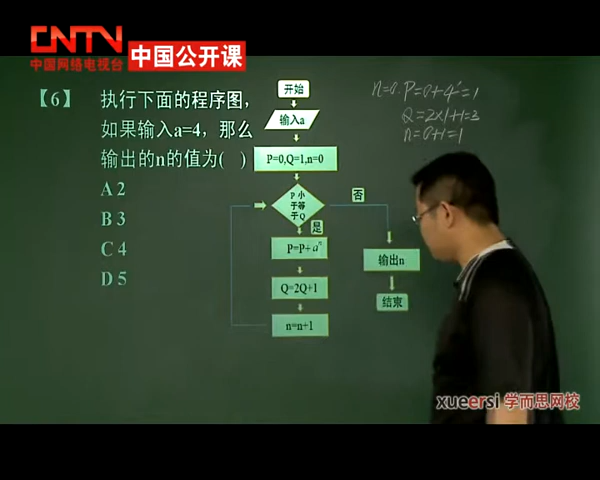 CNTN
中国网络电视台
中国公开课
【6】 执行下面的程序图,
如果输入a=4，那么
输出的n的值为( )
A 2
B 3
C 4
D 5
开始
输入a
P=0,Q=1,n=0
P 小
于等
于Q
否
是
P=P+aⁿ
Q=2Q+1
n=n+1
输出n
结束
n=0. P=0+4⁰=1
Q=2×1+1=3
n=0+1=1
xueersi 学而思网校